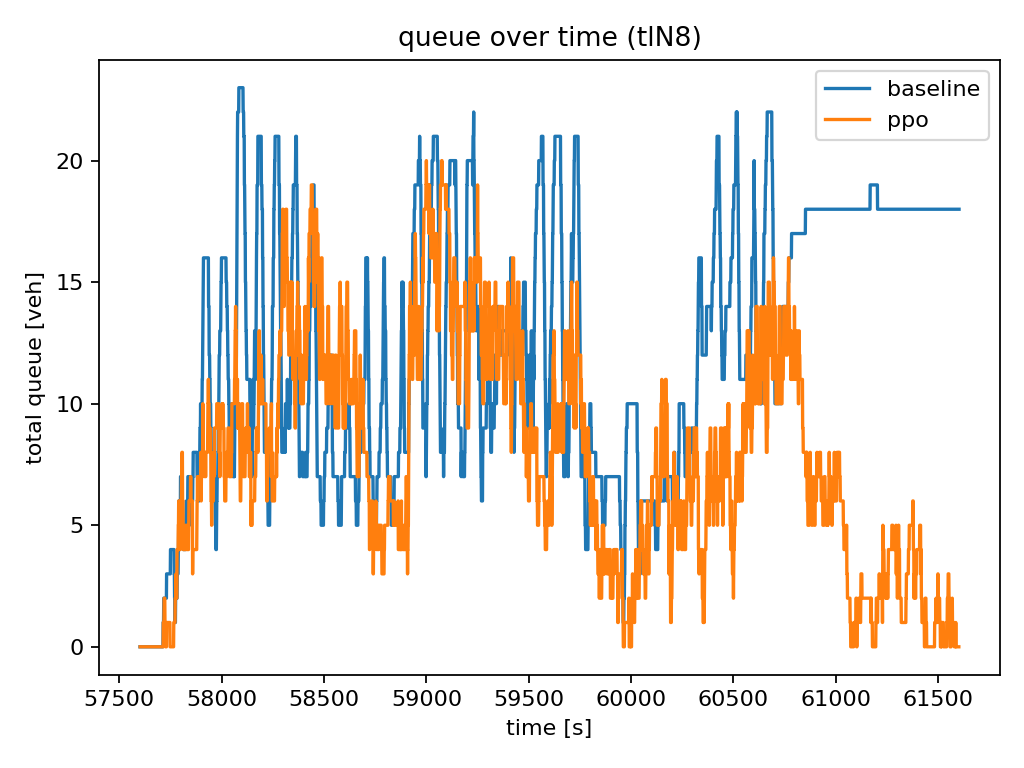 queue over time (tlN8)
baseline
ppo
total queue [veh]
20
15
10
5
0
57500 58000 58500 59000 59500 60000 60500 61000 61500
time [s]